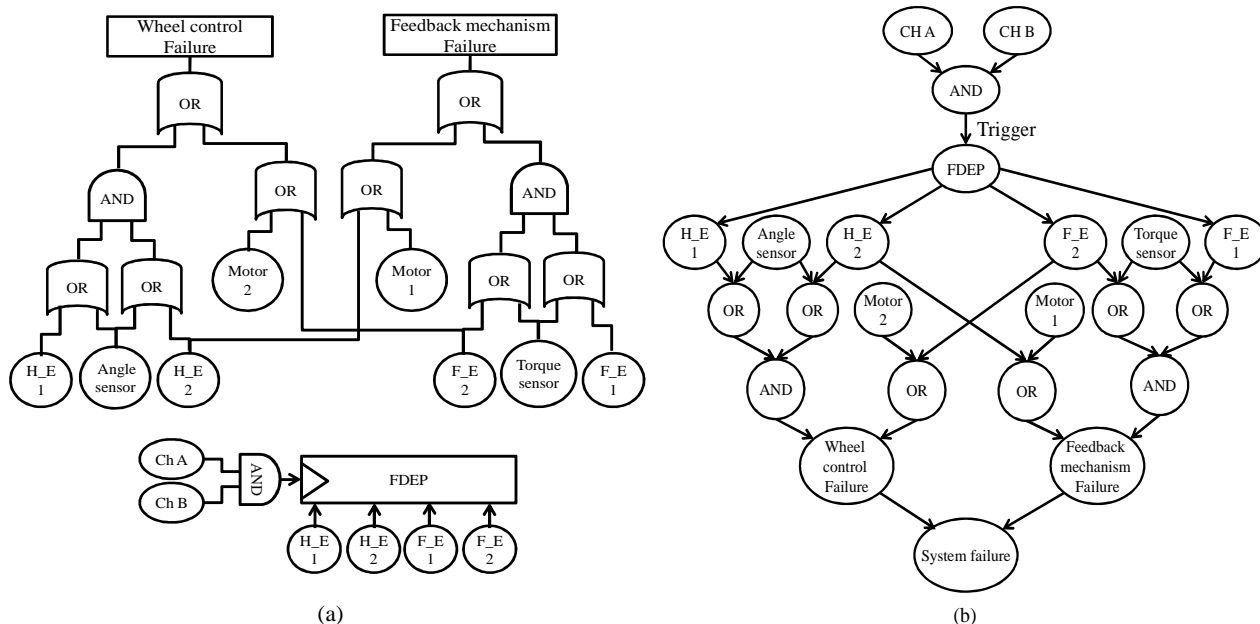 Wheel control
Failure
Feedback mechanism
Failure
OR
OR
AND
OR
OR
AND
OR
OR
Motor
2
Motor
1
OR
OR
H_E
1
Angle
sensor
H_E
2
F_E
2
Torque
sensor
F_E
1
Ch A
Ch B
AND
FDEP
H_E
1
H_E
2
F_E
1
F_E
2
(a)
CH A
CH B
AND
Trigger
FDEP
H_E
1
Angle
sensor
H_E
2
F_E
2
Torque
sensor
F_E
1
OR
OR
Motor
2
Motor
1
OR
OR
AND
OR
OR
AND
Wheel
control
Failure
Feedback
mechanism
Failure
System failure
(b)